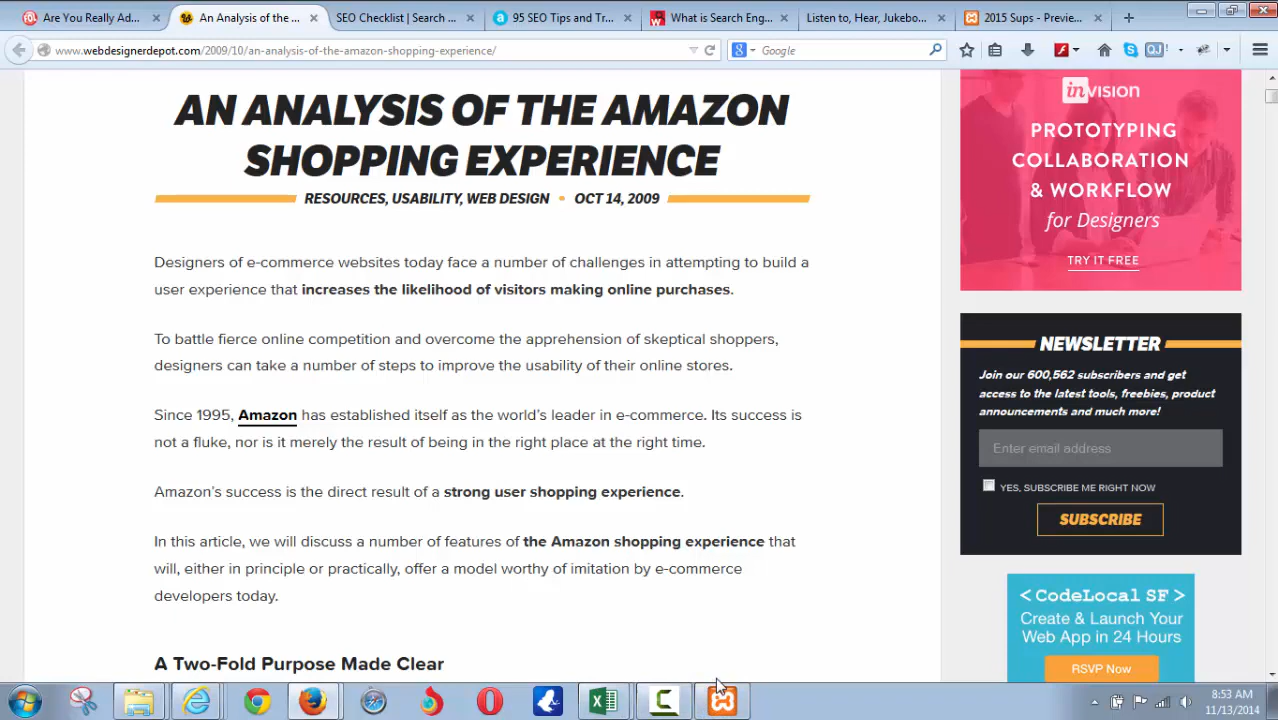 Are You Really Ad...
An Analysis of the ...
SEO Checklist | Search ...
95 SEO Tips and Tr...
What is Search Eng...
Listen to, Hear, Jukebo...
2015 Sups - Preview...
www.webdesignerdepot.com/2009/10/an-analysis-of-the-amazon-shopping-experience/
Google
AN ANALYSIS OF THE AMAZON
SHOPPING EXPERIENCE
RESOURCES, USABILITY, WEB DESIGN • OCT 14, 2009
Designers of e-commerce websites today face a number of challenges in attempting to build a
user experience that increases the likelihood of visitors making online purchases.
To battle fierce online competition and overcome the apprehension of skeptical shoppers,
designers can take a number of steps to improve the usability of their online stores.
Since 1995, Amazon has established itself as the world's leader in e-commerce. Its success is
not a fluke, nor is it merely the result of being in the right place at the right time.
Amazon's success is the direct result of a strong user shopping experience.
In this article, we will discuss a number of features of the Amazon shopping experience that
will, either in principle or practically, offer a model worthy of imitation by e-commerce
developers today.
A Two-Fold Purpose Made Clear
invision
PROTOTYPING
COLLABORATION
& WORKFLOW
for Designers
TRY IT FREE
NEWSLETTER
Join our 600,562 subscribers and get
access to the latest tools, freebies, product
announcements and much more!
Enter email address
YES, SUBSCRIBE ME RIGHT NOW
SUBSCRIBE
< CodeLocal SF >
Create & Launch Your
Web App in 24 Hours
RSVP Now
8:53 AM
11/13/2014